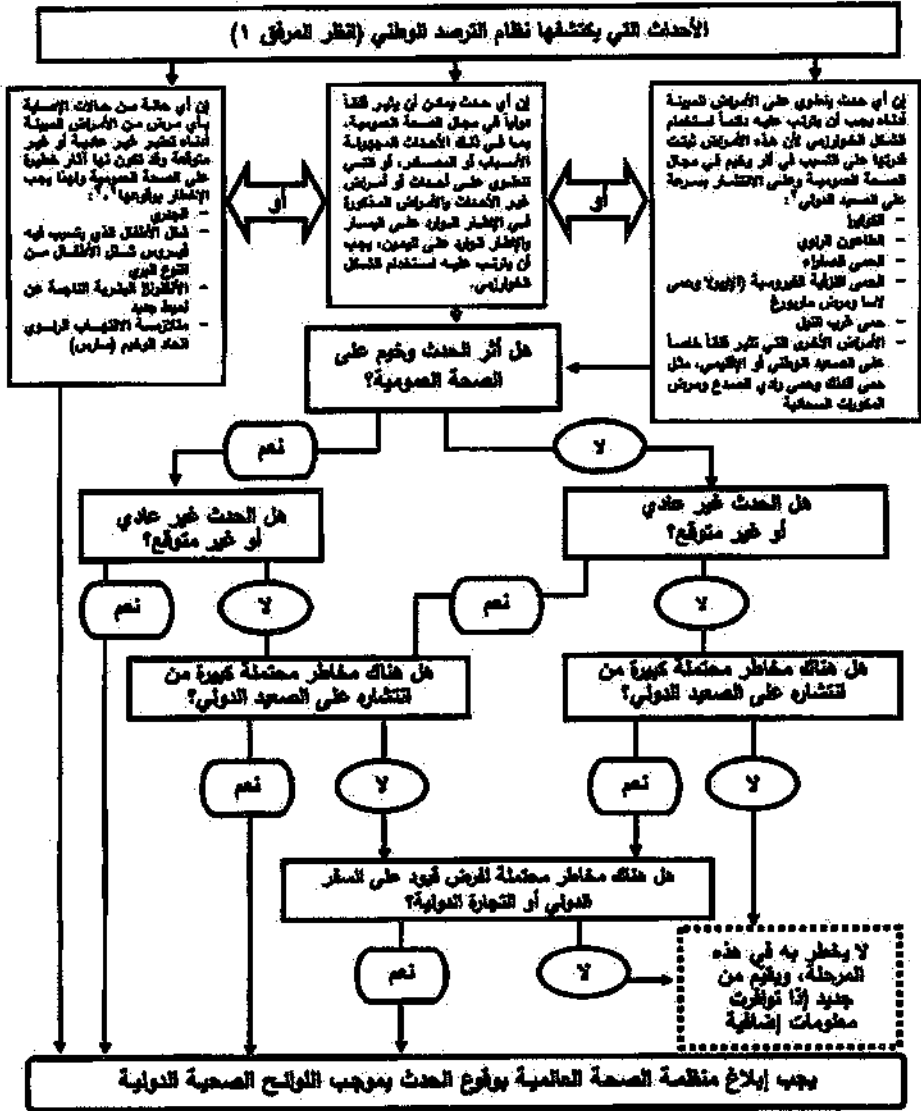 الأحداث التي يكتشفها نظام الترصد الوطني (انظر المرفق ١)
إن أي حدث ينطوي على الأمراض المبينة
أدناه يجب أن يترتب عليه دائماً استخدام
الشكل الخوارزمي لأن هذه الأمراض ثبتت
قدرتها على التسبب في أثر وخيم في مجال
الصحة العمومية وعلى الانتشار بسرعة
على الصعيد الدولي:
- الكوليرا
- الطاعون الرئوي
- الحمى الصفراء
- الحمى النزفية الفيروسية (الإيبولا وحمى
لاسا ومرض ماربورغ
- حمى غرب النيل
- الأمراض الأخرى التي تثير قلقاً خاصاً
على الصعيد الوطني أو الإقليمي، مثل
حمى الضنك وحمى وادي الصدع ومرض
المكورات السحائية
أو
إن أي حدث يمكن أن يثير قلقاً
دولياً في مجال الصحة العمومية،
بما في ذلك الأحداث المجهولة
الأسباب أو المصادر، أو التي
تنطوي على أحداث أو أمراض
غير الأحداث والأمراض المذكورة
في الإطار الوارد على اليسار
والإطار الوارد على اليمين، يجب
أن يترتب عليه استخدام الشكل
الخوارزمي.
أو
إن أي حالة من حالات الإصابة
بأي مرض من الأمراض المبينة
أدناه تعتبر غير عادية أو غير
متوقعة وقد تكون لها آثار خطيرة
على الصحة العمومية ولهذا يجب
الإخطار بوقوعها:
- الجدري
- شلل الأطفال الذي يتسبب فيه
فيروس شلل الأطفال من
النوع البري
- الأنفلونزا البشرية الناجمة عن
نميط جديد
- متلازمة الالتهاب الرئوي
الحاد الوخيم (سارس)
هل أثر الحدث وخيم على
الصحة العمومية؟
لا
نعم
هل الحدث غير عادي
أو غير متوقع؟
هل الحدث غير عادي
أو غير متوقع؟
لا
نعم
لا
نعم
هل هناك مخاطر محتملة كبيرة من
انتشاره على الصعيد الدولي؟
هل هناك مخاطر محتملة كبيرة من
انتشاره على الصعيد الدولي؟
لا
نعم
لا
نعم
هل هناك مخاطر محتملة لفرض قيود على السفر
الدولي أو التجارة الدولية؟
لا
نعم
لا يخطر به في هذه
المرحلة، ويقيّم من
جديد إذا توفرت
معلومات إضافية
يجب إبلاغ منظمة الصحة العالمية بوقوع الحدث بموجب اللوائح الصحية الدولية